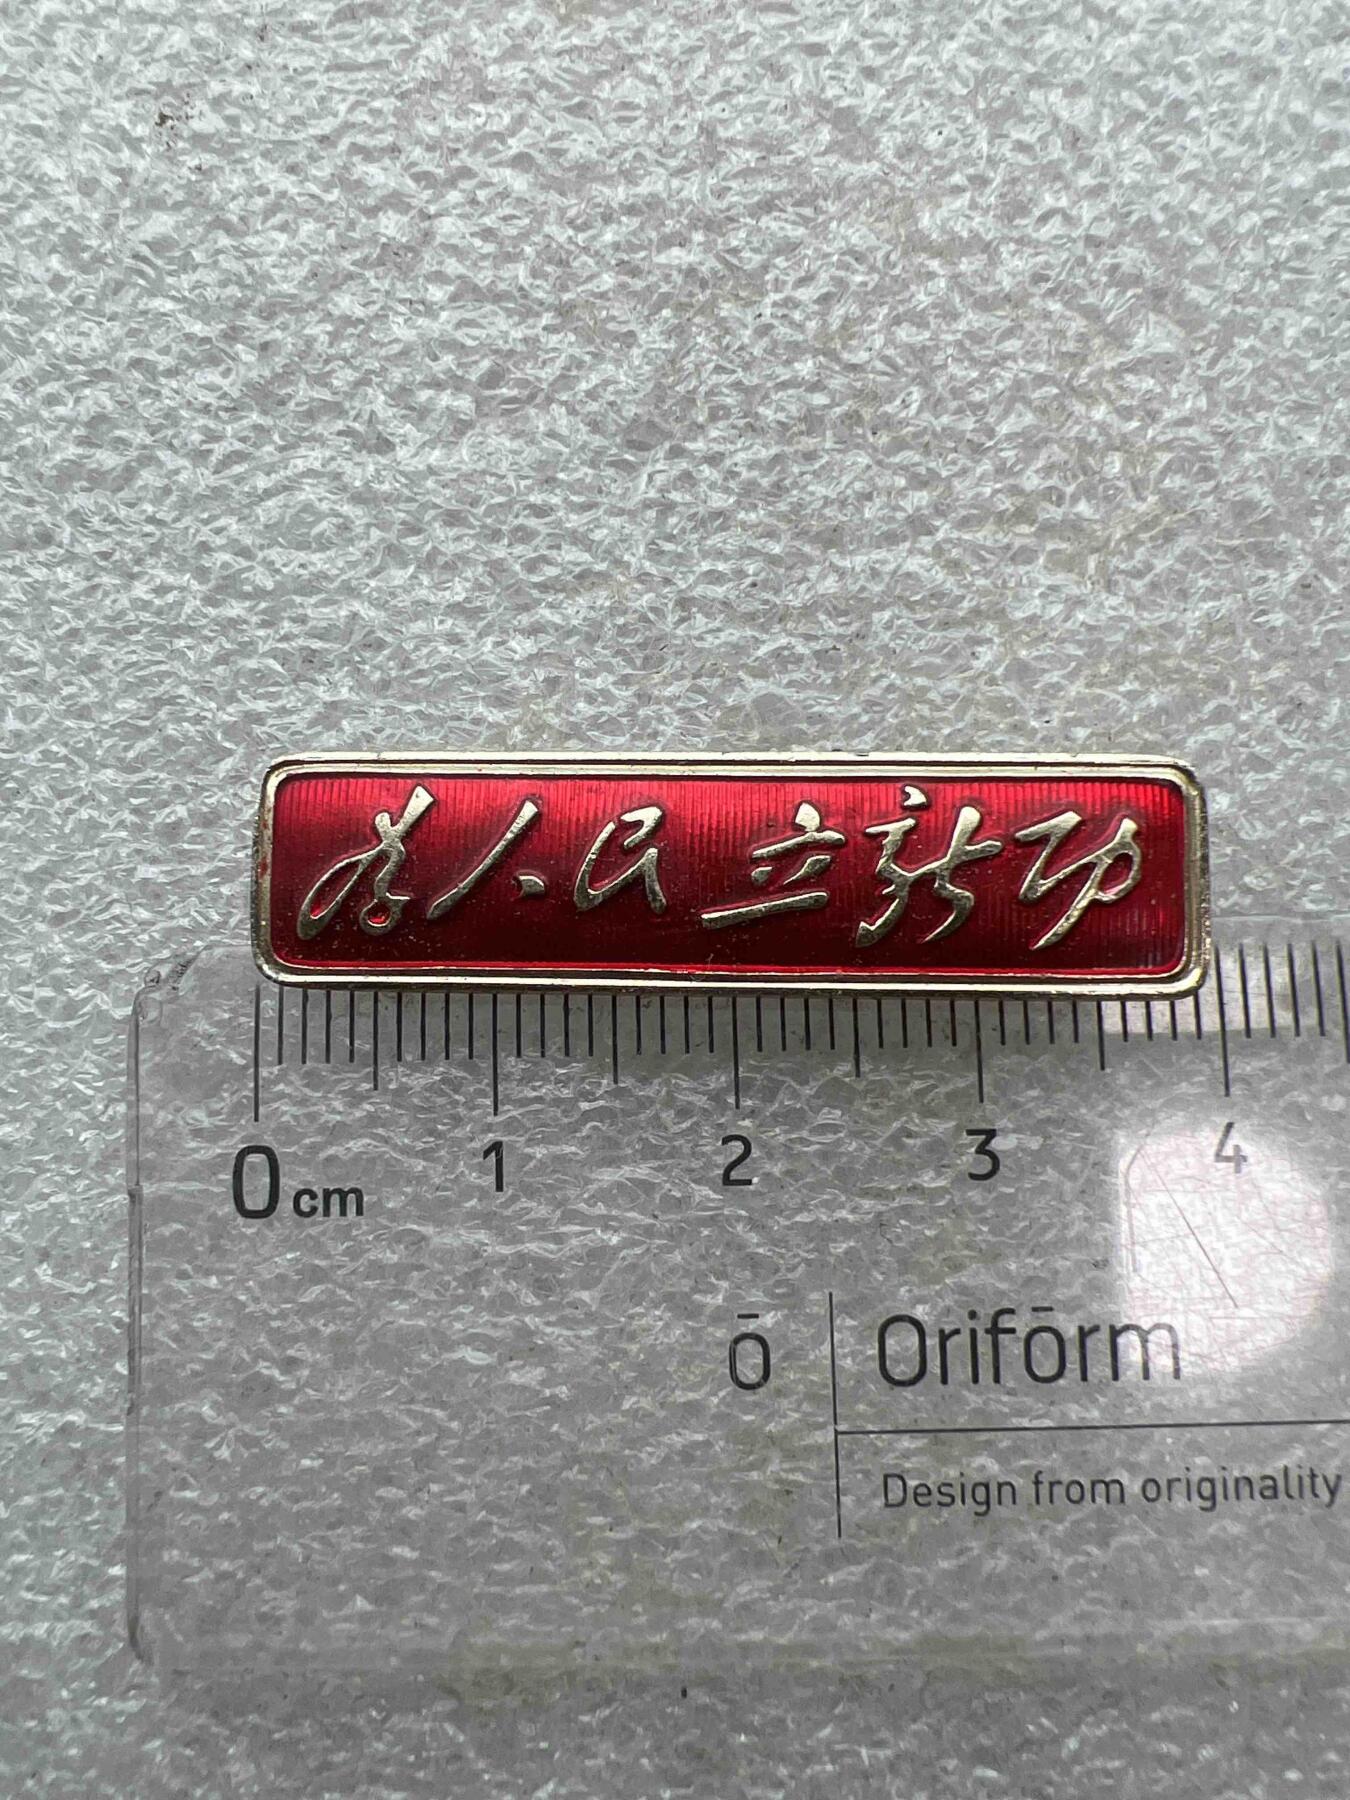 为人民立新功
0cm 1 2 3 4
ō Orifōrm
Design from originality